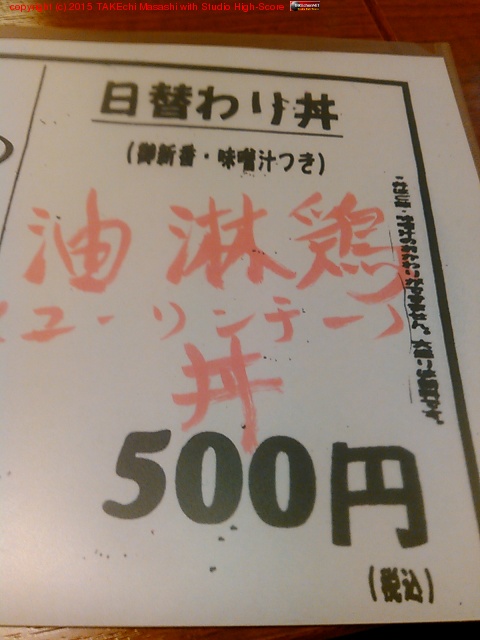 copyright (c) 2015 TAKEchi Masashi with Studio High-Score
日替わり丼
(御新香・味噌汁つき)
油淋鶏
(ユーリンチー)
丼
500円
(税込)